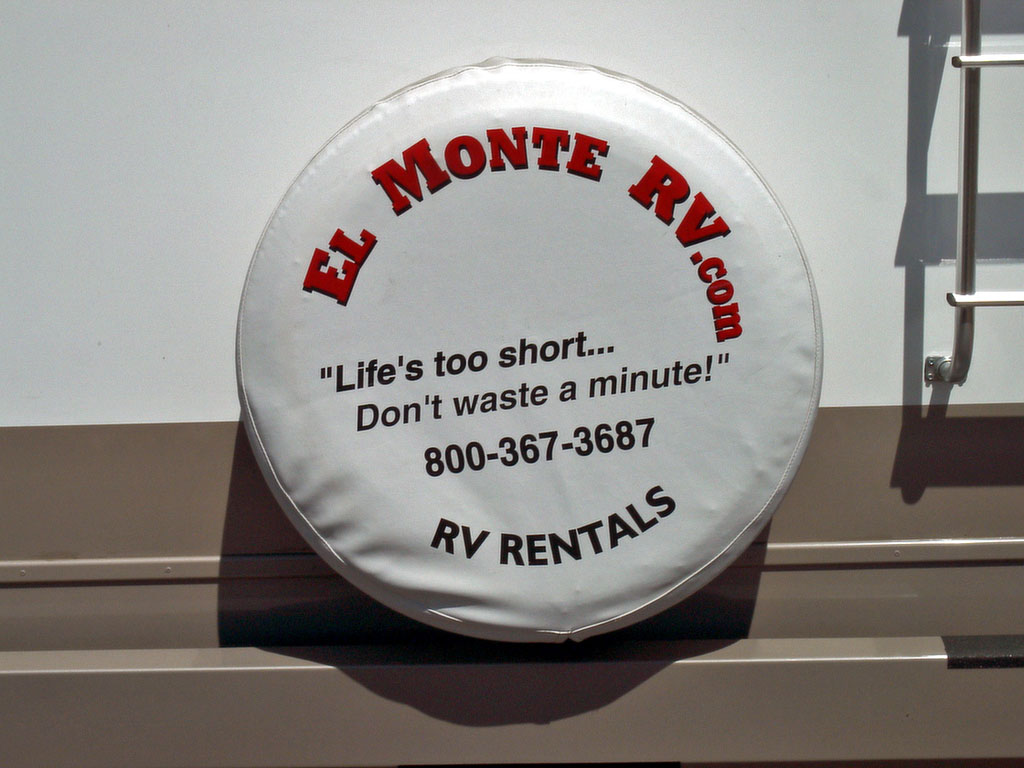 EL MONTE RV.com
"Life's too short...
Don't waste a minute!"
800-367-3687
RV RENTALS